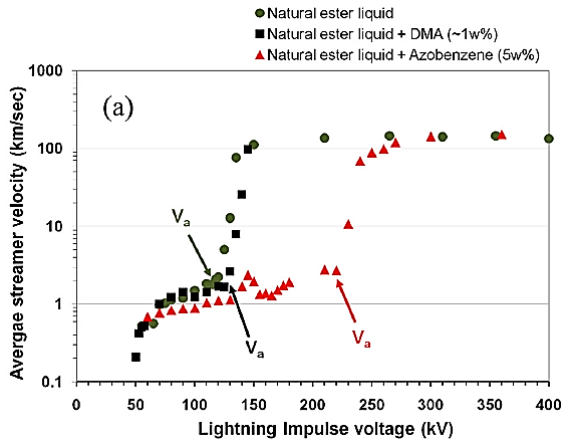 Natural ester liquid
Natural ester liquid + DMA (~1w%)
Natural ester liquid + Azobenzene (5w%)
(a)
Avergae streamer velocity (km/sec)
1000
100
10
1
0.1
Va
Va
Va
0
50
100
150
200
250
300
350
400
Lightning Impulse voltage (kV)